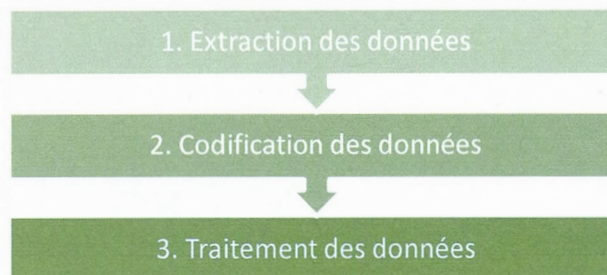 1. Extraction des données
2. Codification des données
3. Traitement des données